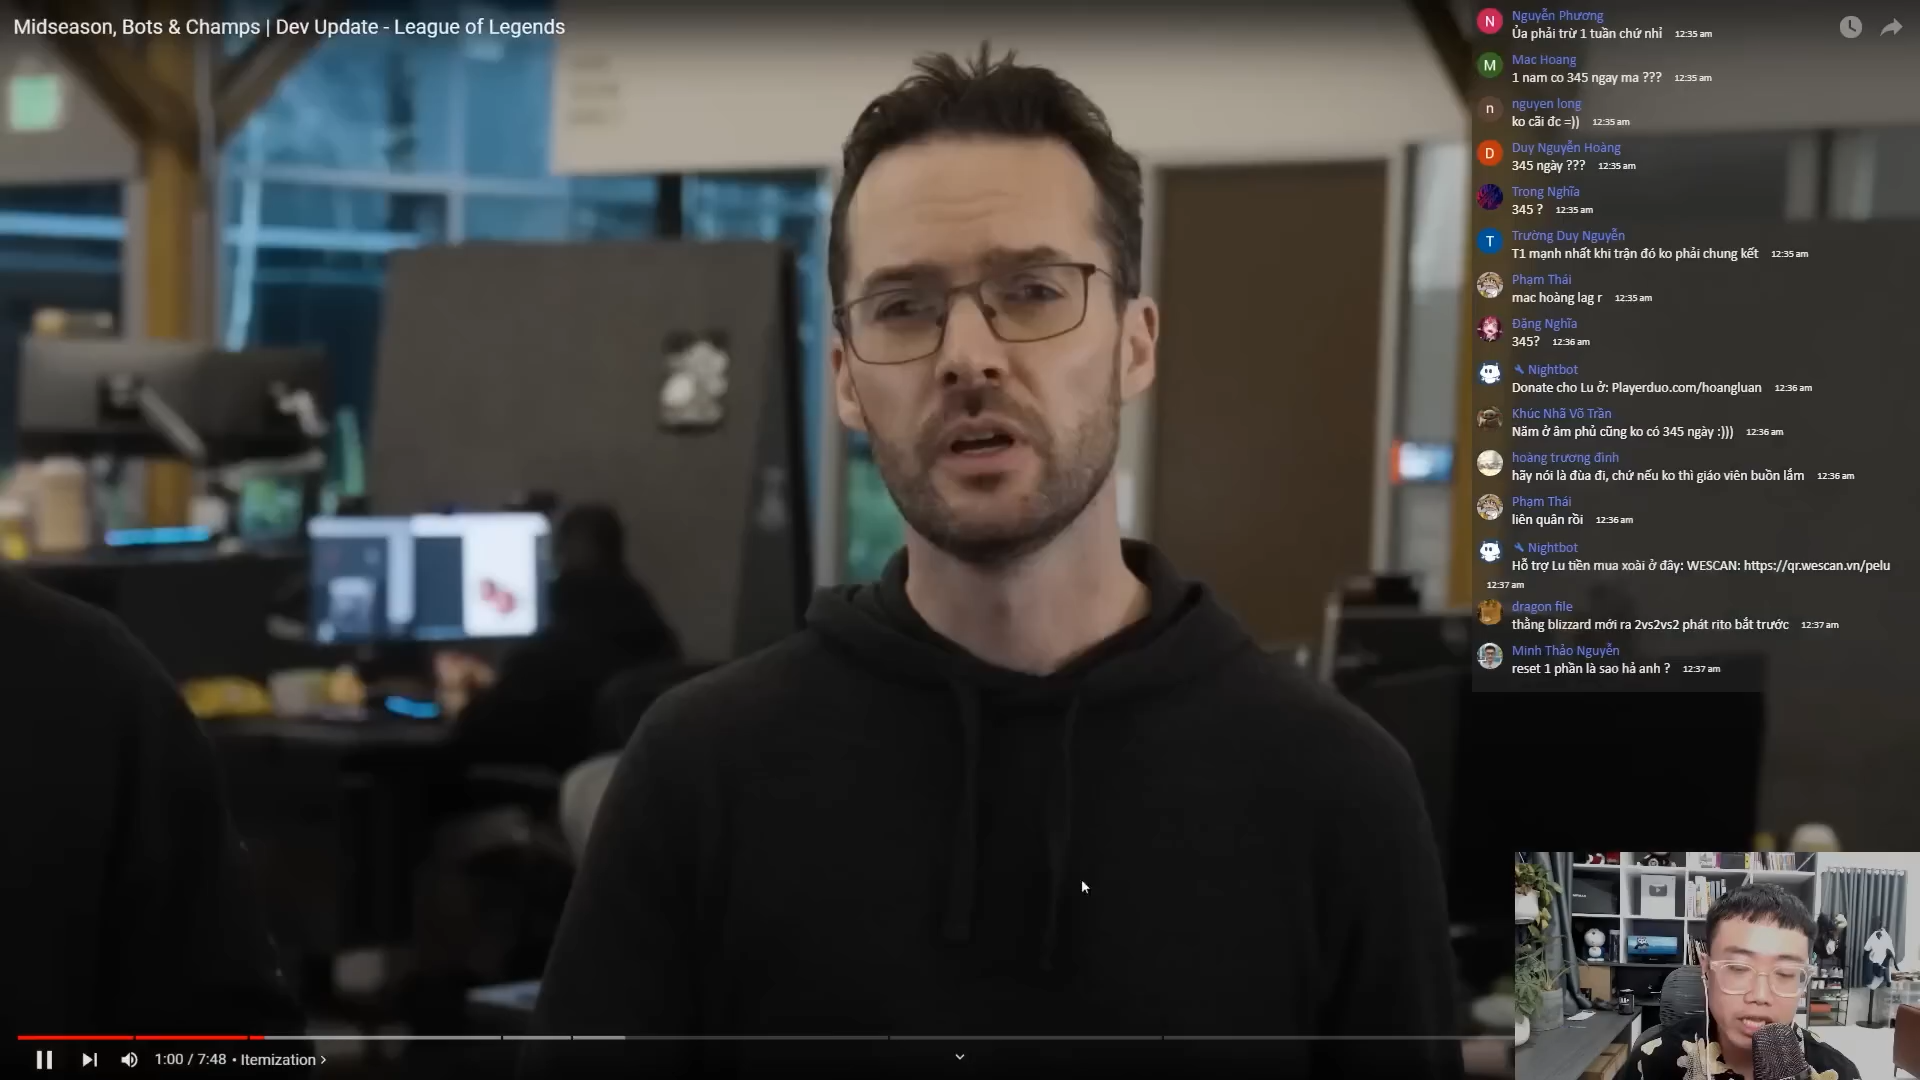 Midseason, Bots & Champs | Dev Update - League of Legends
N
Nguyễn Phương
Ủa phải trừ 1 tuần chứ nhỉ 12:35 am
M
Mac Hoang
1 nam co 345 ngay ma ??? 12:35 am
n
nguyen long
ko cãi đc =)) 12:35 am
D
Duy Nguyễn Hoàng
345 ngày ??? 12:35 am
Trọng Nghĩa
345 ? 12:35 am
T
Trường Duy Nguyễn
T1 mạnh nhất khi trận đó ko phải chung kết 12:35 am
Phạm Thái
mac hoàng lag r 12:35 am
Đặng Nghĩa
345? 12:36 am
Nightbot
Donate cho Lu ở: Playerduo.com/hoangluan 12:36 am
Khúc Nhã Võ Trần
Năm ở âm phủ cũng ko có 345 ngày :))) 12:36 am
hoàng trương đình
hãy nói là đùa đi, chứ nếu ko thì giáo viên buồn lắm 12:36 am
Phạm Thái
liên quân rồi 12:36 am
Nightbot
Hỗ trợ Lu tiền mua xoài ở đây: WESCAN: https://qr.wescan.vn/pelu
12:37 am
dragon file
thằng blizzard mới ra 2vs2vs2 phát rito bắt trước 12:37 am
Minh Thảo Nguyễn
reset 1 phần là sao hả anh ? 12:37 am
1:00 / 7:48 • Itemization ›